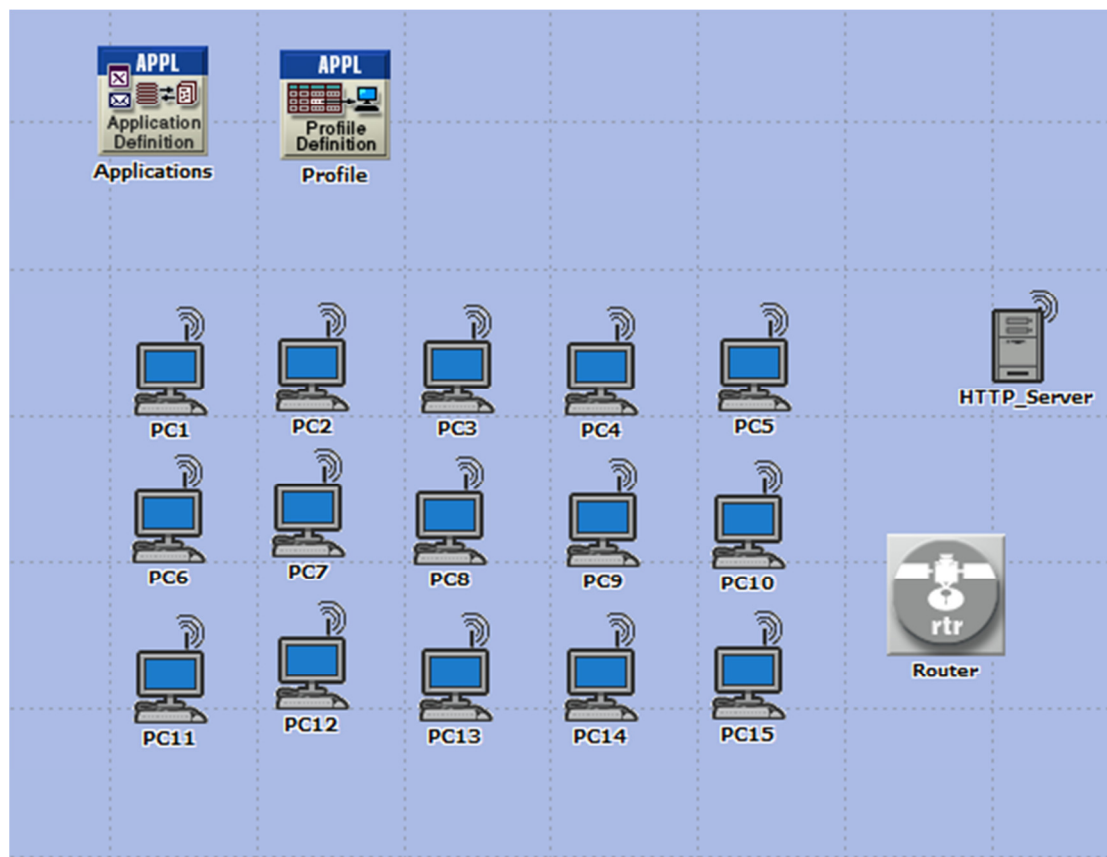 APPL
Application
Definition
Applications
APPL
Profiile
Definition
Profile
PC1
PC2
PC3
PC4
PC5
HTTP_Server
PC6
PC7
PC8
PC9
PC10
rtr
Router
PC11
PC12
PC13
PC14
PC15